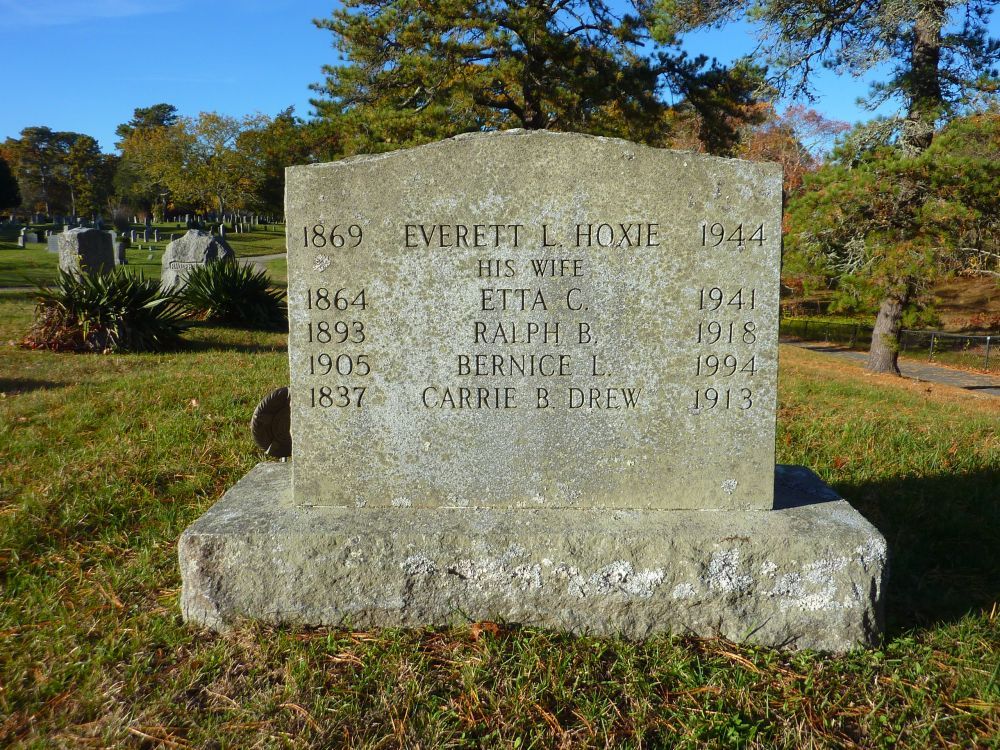 1869 EVERETT L. HOXIE 1944
HIS WIFE
1864 ETTA C. 1941
1893 RALPH B. 1918
1905 BERNICE L. 1994
1837 CARRIE B. DREW 1913